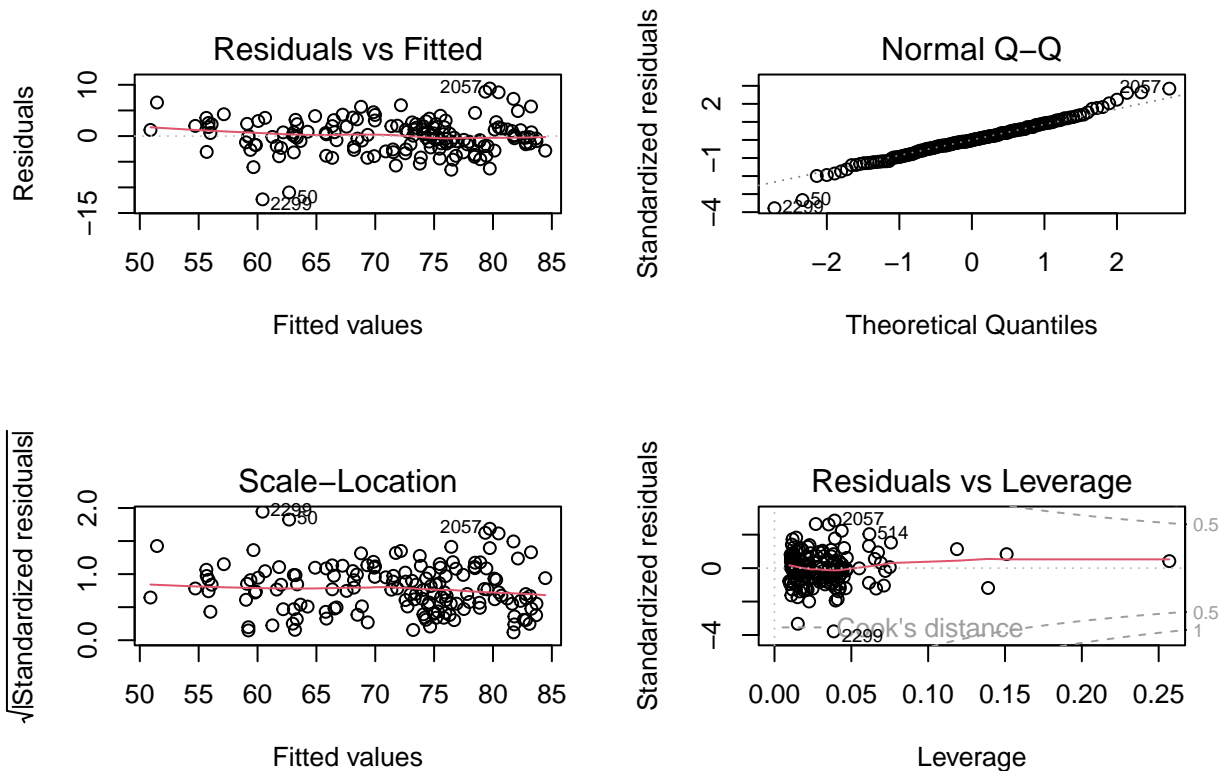 Residuals vs Fitted
Residuals
10
0
−15
2057
50
2299
50 55 60 65 70 75 80 85
Fitted values
Normal Q−Q
Standardized residuals
2
−1
−4
2057
50
2299
−2 −1 0 1 2
Theoretical Quantiles
Scale−Location
√|Standardized residuals|
2.0
1.0
0.0
2299
50
2057
50 55 60 65 70 75 80 85
Fitted values
Residuals vs Leverage
Standardized residuals
0
−4
2057
514
2299
Cook's distance
0.5
0.5
1
0.00 0.05 0.10 0.15 0.20 0.25
Leverage